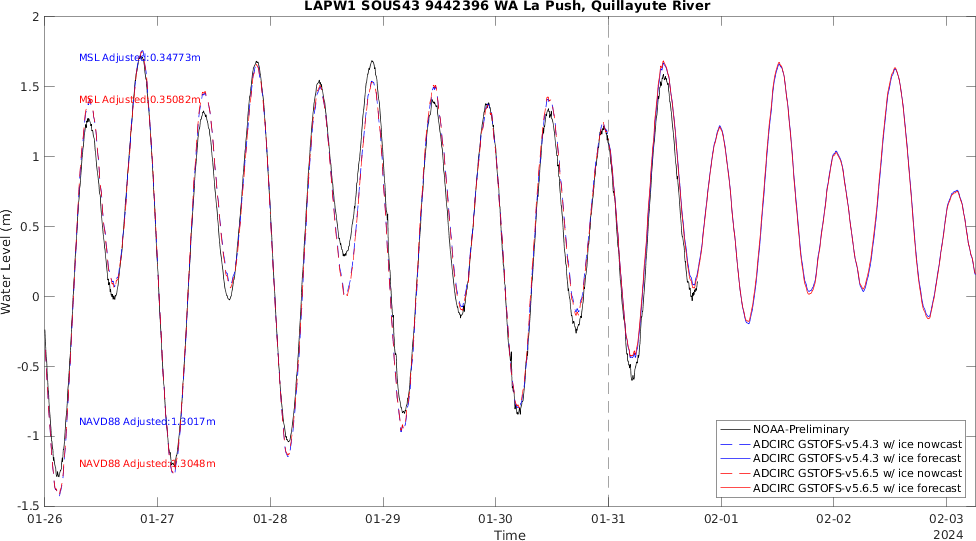 LAPW1 SOUS43 9442396 WA La Push, Quillayute River
2
1.5
1
0.5
0
-0.5
-1
-1.5
Water Level (m)
MSL Adjusted:0.34773m
MSL Adjusted:0.35082m
NAVD88 Adjusted:1.3017m
NAVD88 Adjusted:1.3048m
NOAA-Preliminary
ADCIRC GSTOFS-v5.4.3 w/ ice nowcast
ADCIRC GSTOFS-v5.4.3 w/ ice forecast
ADCIRC GSTOFS-v5.6.5 w/ ice nowcast
ADCIRC GSTOFS-v5.6.5 w/ ice forecast
01-26 01-27 01-28 01-29 01-30 01-31 02-01 02-02 02-03
Time
2024